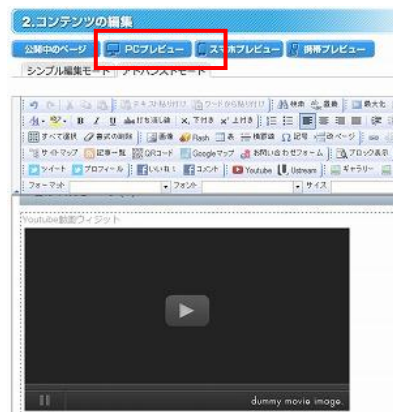 2.コンテンツの編集
公開中のページ PCプレビュー スマホプレビュー 携帯プレビュー
シンプル編集モード アドバンストモード
テキスト貼り付け ワードから貼り付け 検索 置換 最大化
B I U abc 打ち消し線 ×, 下付き ×' 上付き
すべて選択 書式の削除 画像 Flash 表 横罫線 Ω 記号 改ページ
サイトマップ 記事一覧 QRコード Googleマップ お問い合わせフォーム ブロック表示
ツイート プロフィール いいね! コメント Youtube Ustream ギャラリー
フォーマット フォント サイズ
Youtube動画ウィジット
dummy movie image.